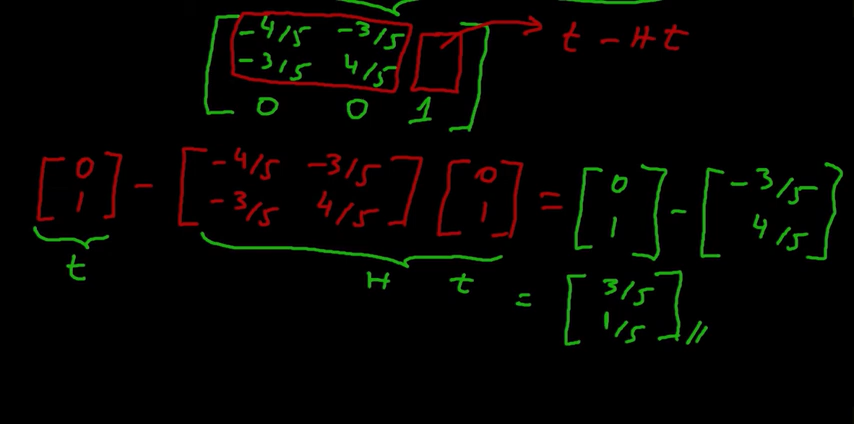 -4/5 -3/5 t - Ht
-3/5 4/5
0 0 1
[0 1] - [-4/5 -3/5 -3/5 4/5] [0 1] = [0 1] - [-3/5 4/5]
t H t = [3/5 1/5] //